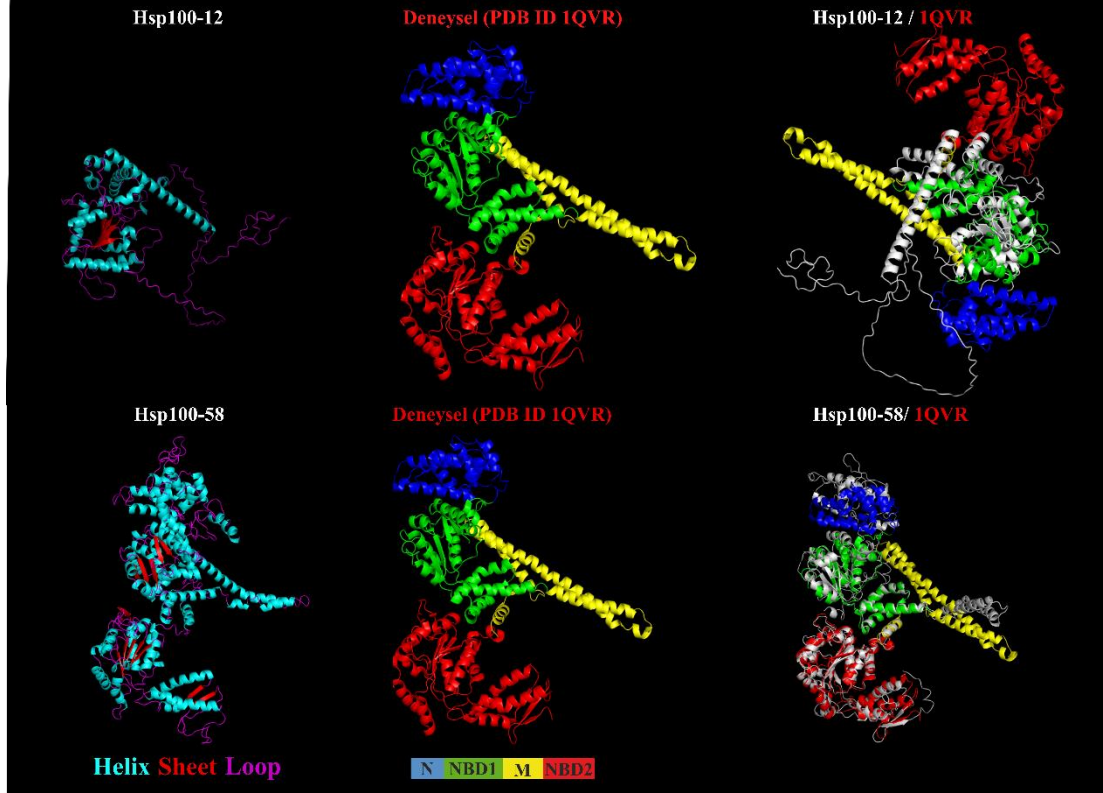 Hsp100-12
Deneysel (PDB ID 1QVR)
Hsp100-12 / 1QVR
Hsp100-58
Deneysel (PDB ID 1QVR)
Hsp100-58/ 1QVR
Helix Sheet Loop
N NBD1 M NBD2